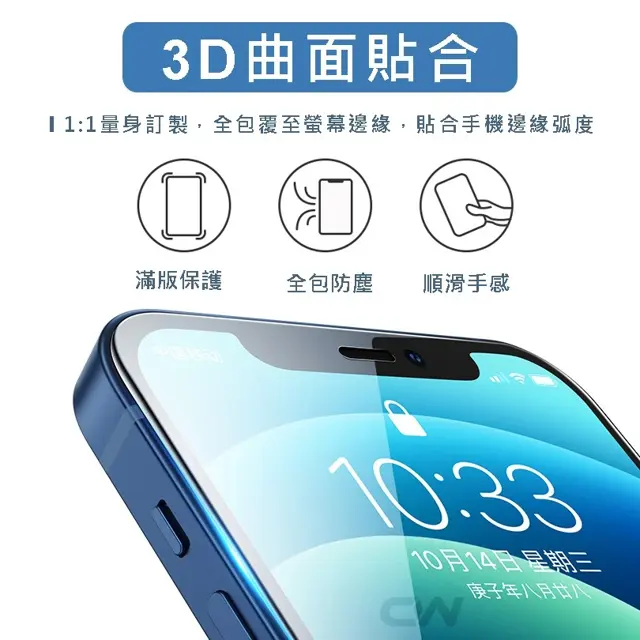 3D曲面貼合
1:1量身訂製，全包覆至螢幕邊緣，貼合手機邊緣弧度
滿版保護 全包防塵 順滑手感
10:33
10月14日 星期三
庚子年八月廿八